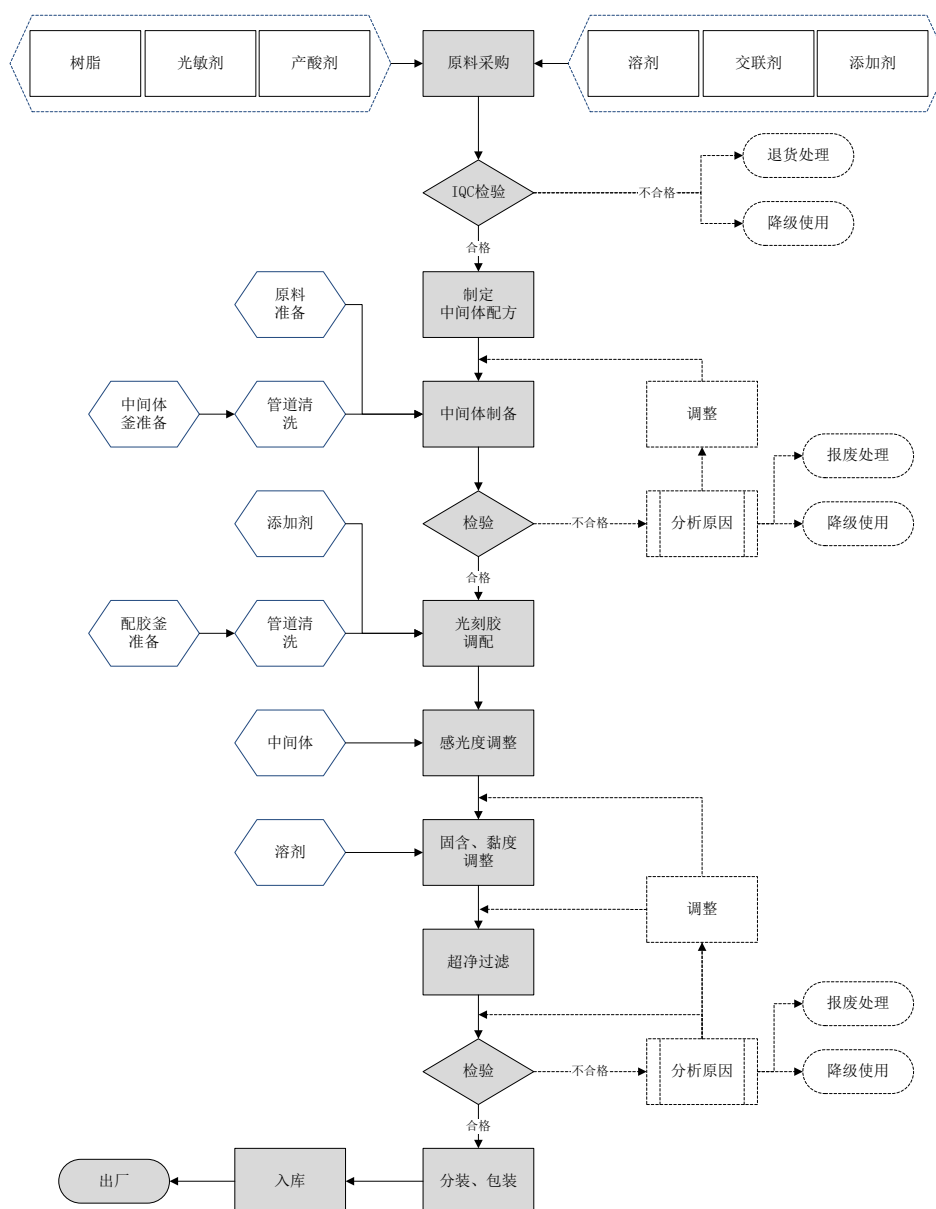 树脂
光敏剂
产酸剂
原料采购
溶剂
交联剂
添加剂
退货处理
IQC检验
不合格
降级使用
合格
原料
准备
制定
中间体配方
中间体
釜准备
管道清
洗
中间体制备
调整
报废处理
添加剂
检验
不合格
分析原因
降级使用
合格
配胶釜
准备
管道清
洗
光刻胶
调配
中间体
感光度调整
溶剂
固含、黏度
调整
调整
超净过滤
报废处理
检验
不合格
分析原因
降级使用
合格
出厂
入库
分装、包装